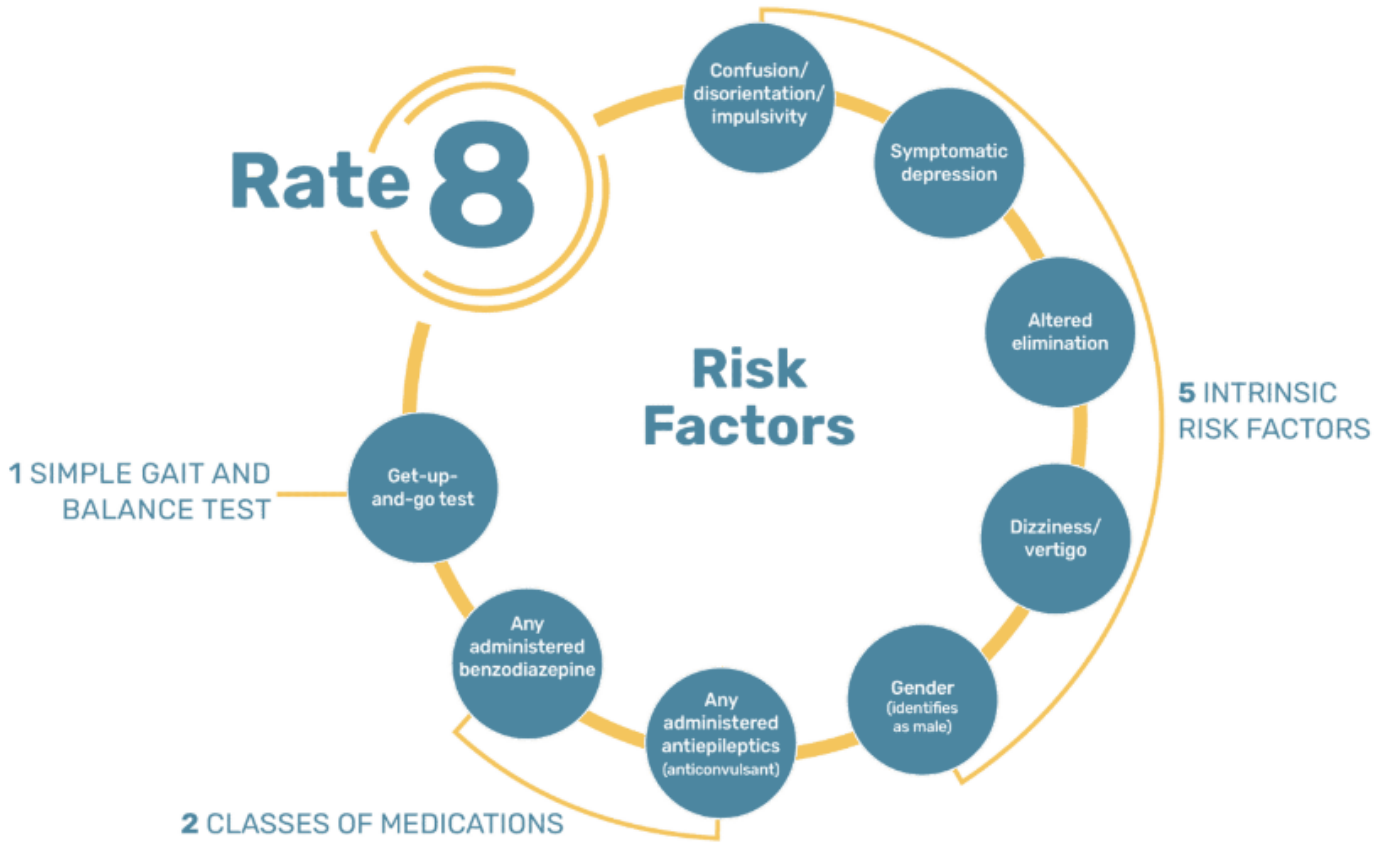 Rate 8
Risk
Factors
Confusion/
disorientation/
impulsivity
Symptomatic
depression
Altered
elimination
Dizziness/
vertigo
Gender
(identifies
as male)
5 INTRINSIC
RISK FACTORS
Any
administered
antiepileptics
(anticonvulsant)
Any
administered
benzodiazepine
2 CLASSES OF MEDICATIONS
Get-up-
and-go test
1 SIMPLE GAIT AND
BALANCE TEST